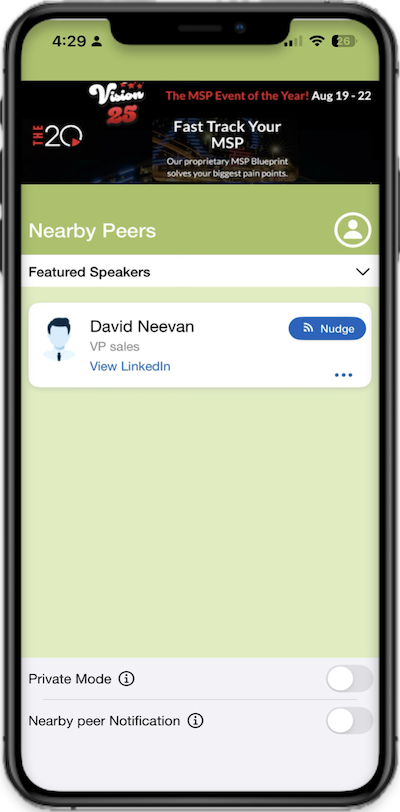 4:29
26
Vision
25
The MSP Event of the Year! Aug 19 - 22
THE 20
Fast Track Your
MSP
Our proprietary MSP Blueprint
solves your biggest pain points.
Nearby Peers
Featured Speakers
David Neevan
Nudge
VP sales
View LinkedIn
Private Mode
Nearby peer Notification